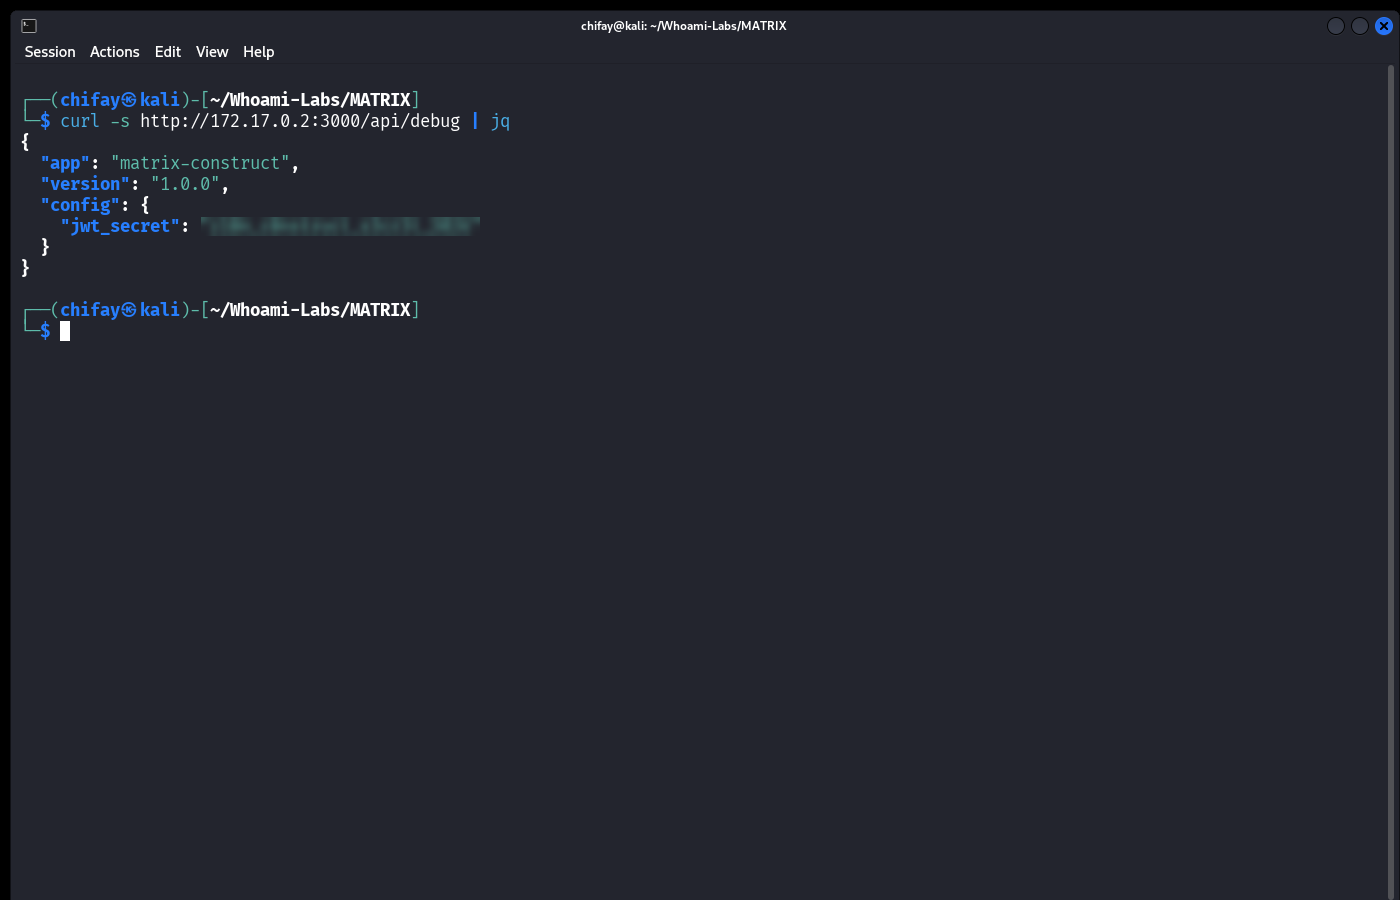 chifay@kali: ~/Whoami-Labs/MATRIX
Session Actions Edit View Help
┌──(chifay㉿kali)-[~/Whoami-Labs/MATRIX]
└─$ curl -s http://172.17.0.2:3000/api/debug | jq
{
  "app": "matrix-construct",
  "version": "1.0.0",
  "config": {
    "jwt_secret":
  }
}
┌──(chifay㉿kali)-[~/Whoami-Labs/MATRIX]
└─$